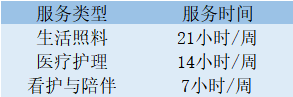 服务类型 服务时间
生活照料 21小时/周
医疗护理 14小时/周
看护与陪伴 7小时/周